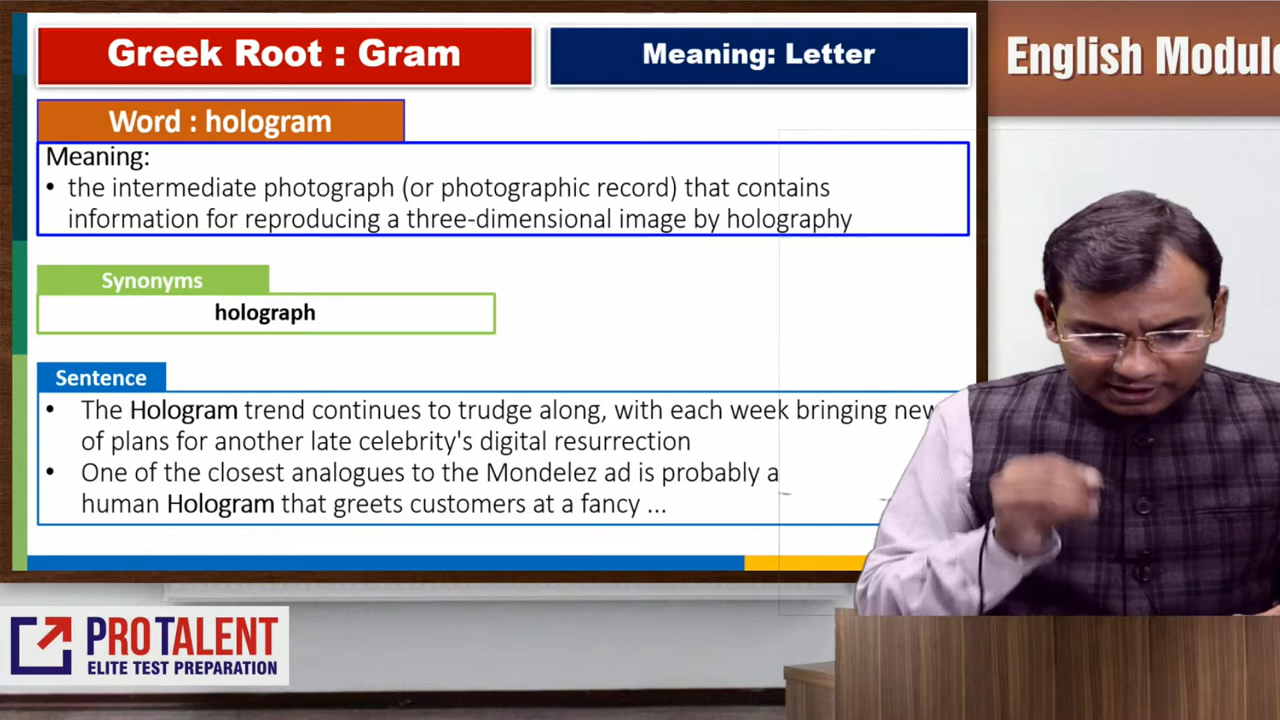 Greek Root : Gram
Meaning: Letter
English Module
Word : hologram
Meaning:
• the intermediate photograph (or photographic record) that contains
information for reproducing a three-dimensional image by holography
Synonyms
holograph
Sentence
• The Hologram trend continues to trudge along, with each week bringing new
of plans for another late celebrity's digital resurrection
• One of the closest analogues to the Mondelez ad is probably a
human Hologram that greets customers at a fancy ...
PROTALENT
ELITE TEST PREPARATION